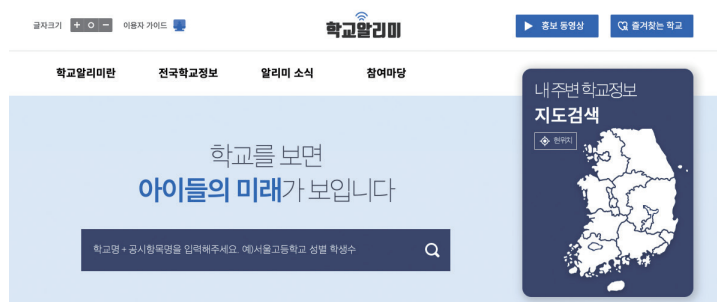 글자크기 + O −
이용자 가이드
학교알리미
홍보 동영상
즐겨찾는 학교
학교알리미란
전국학교정보
알리미 소식
참여마당
학교를 보면
아이들의 미래가 보입니다
학교명 + 공시항목명을 입력해주세요. 예)서울고등학교 성별 학생수
내 주변 학교정보
지도검색
현위치